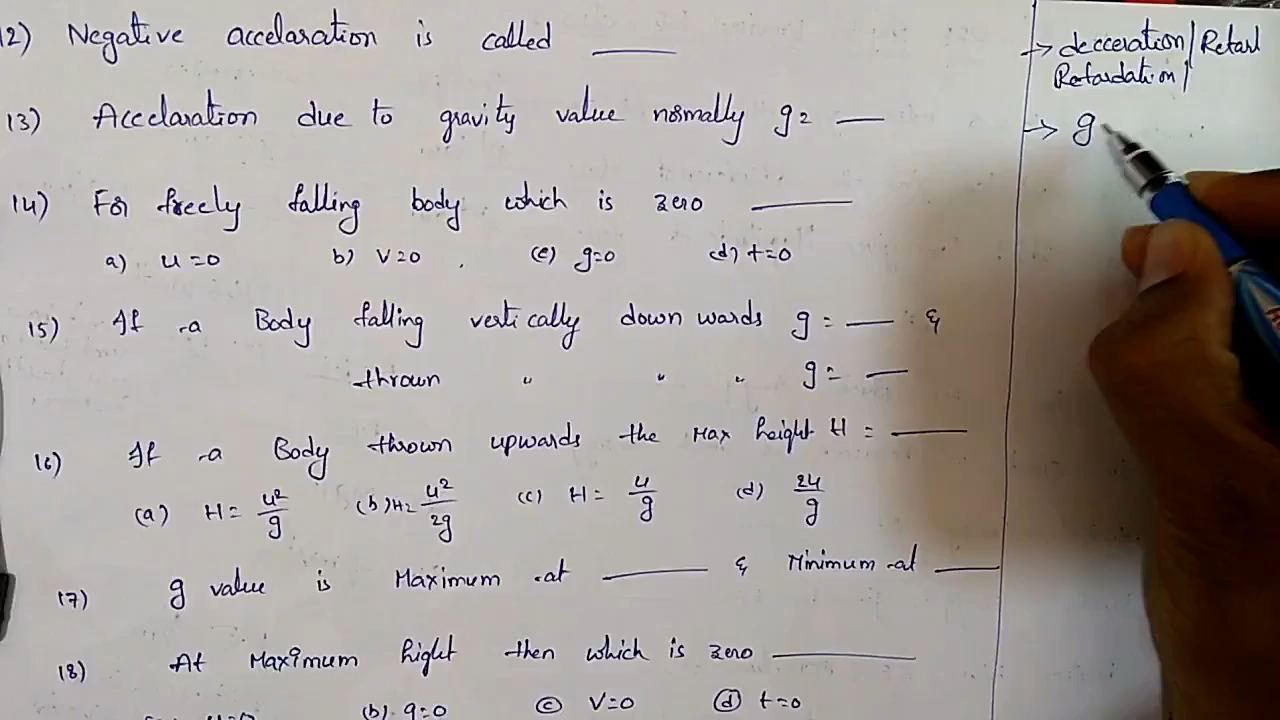 12) Negative accelaration is called ____
13) Accelaration due to gravity value normally g = __
14) For freely falling body which is zero ____
a) u=0 b) v=0 (c) g=0 (d) t=0
15) If a Body falling vertically down wards g = __ &
thrown " " " g = __
16) If a Body thrown upwards the Max height H = ____
(a) H = u²/g (b) H = u²/2g (c) H = u/g (d) 2u/g
17) g value is Maximum at ____ & Minimum at ____
18) At Maximum hight then which is zero ____
(b) g=0 (c) v=0 (d) t=0
→ decceration/Retard
Retardation/
→ g